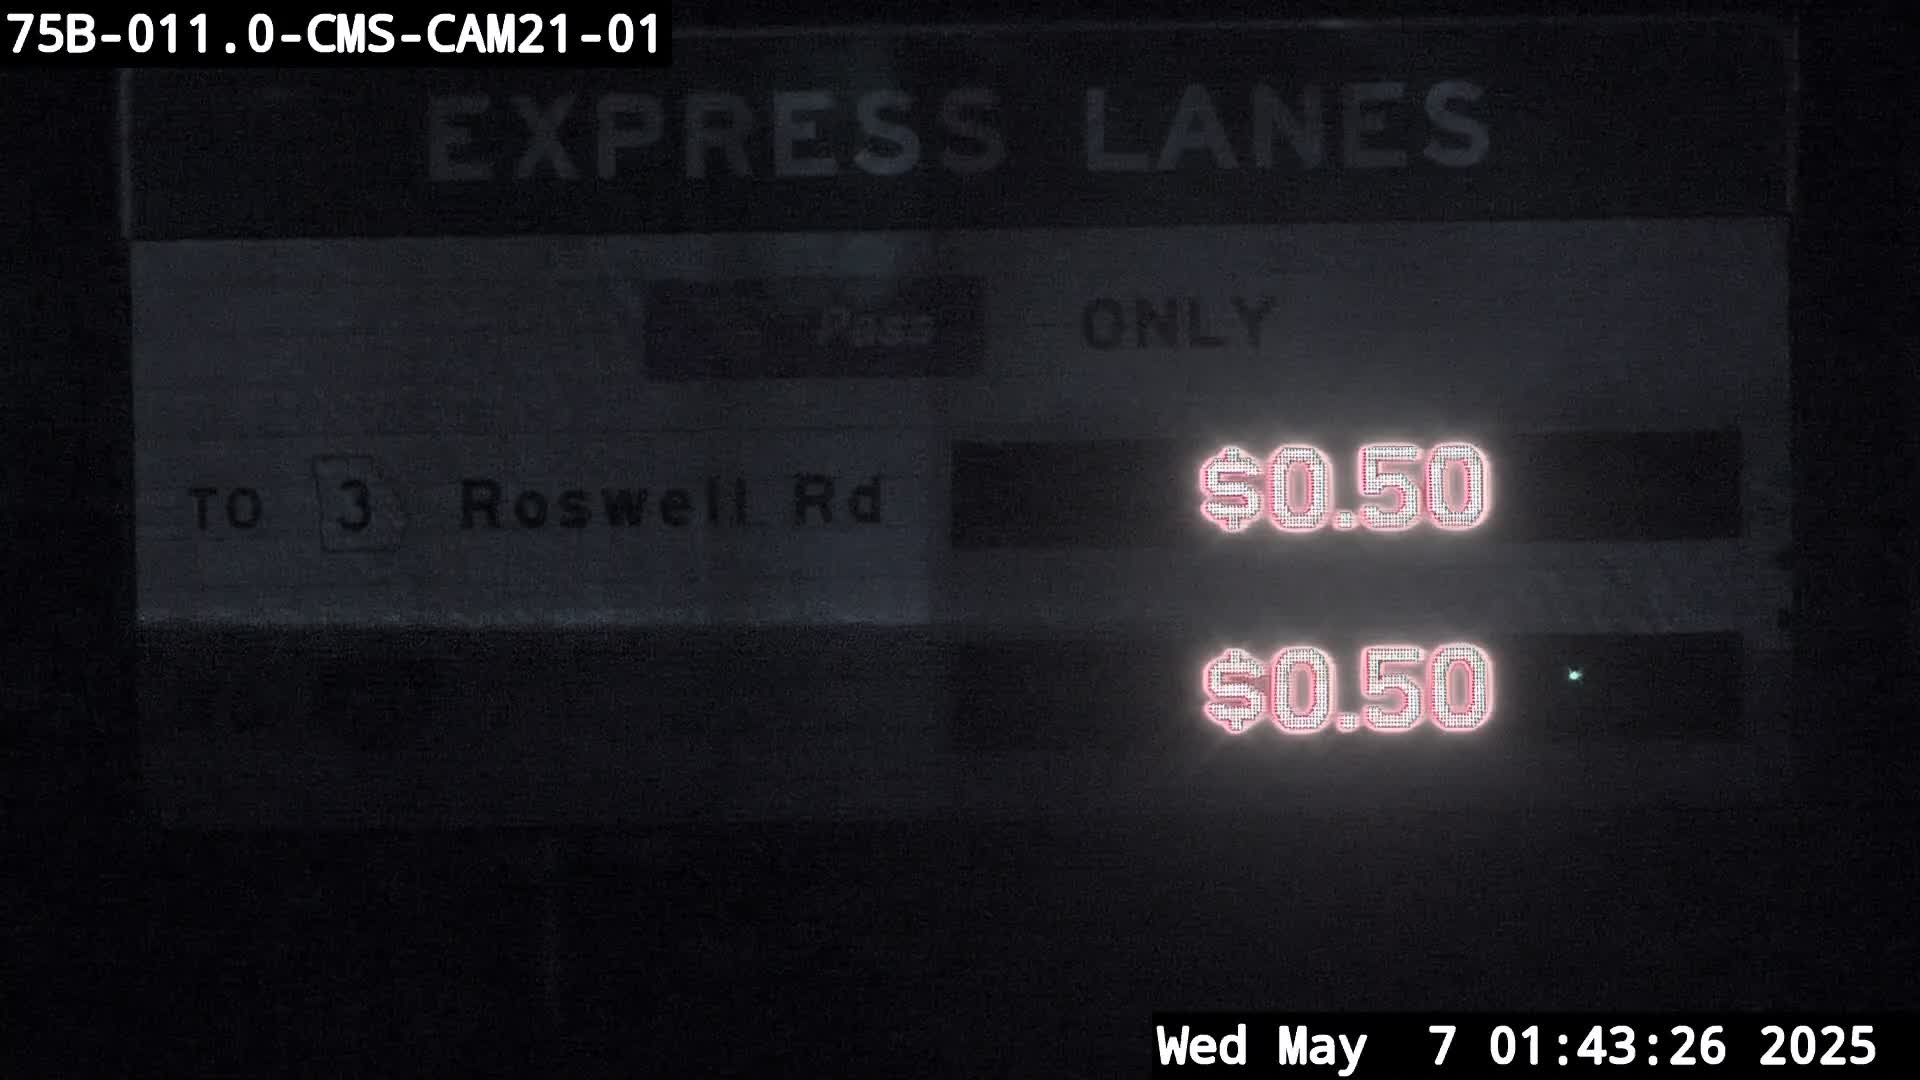 75B-011.0-CMS-CAM21-01
EXPRESS LANES
Pass ONLY
TO 3 Roswell Rd $0.50
$0.50
Wed May 7 01:43:26 2025